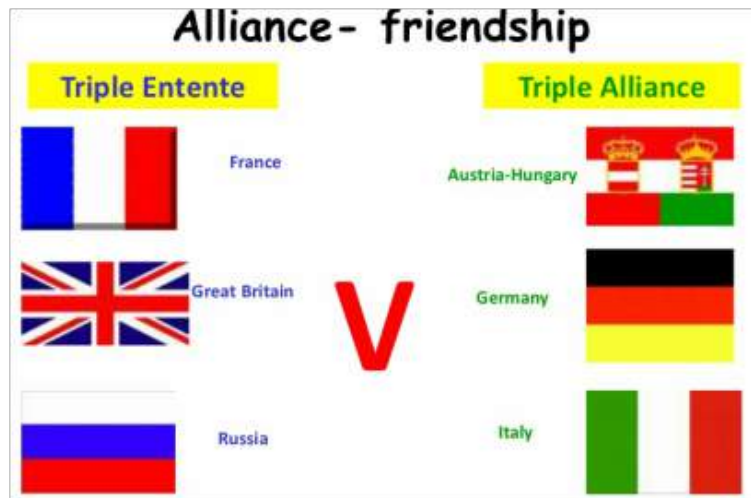 Alliance- friendship
Triple Entente
Triple Alliance
France
Austria-Hungary
Great Britain
V
Germany
Russia
Italy